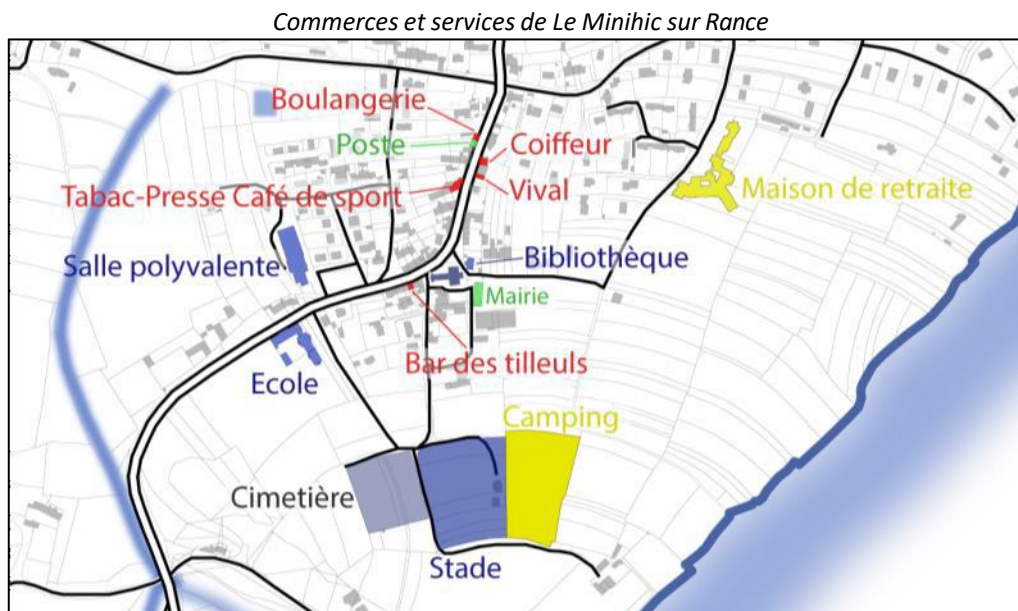 Commerces et services de Le Minihic sur Rance
Boulangerie
Poste
Coiffeur
Tabac-Presse Café de sport
Vival
Maison de retraite
Salle polyvalente
Bibliothèque
Mairie
Bar des tilleuls
Ecole
Camping
Cimetière
Stade